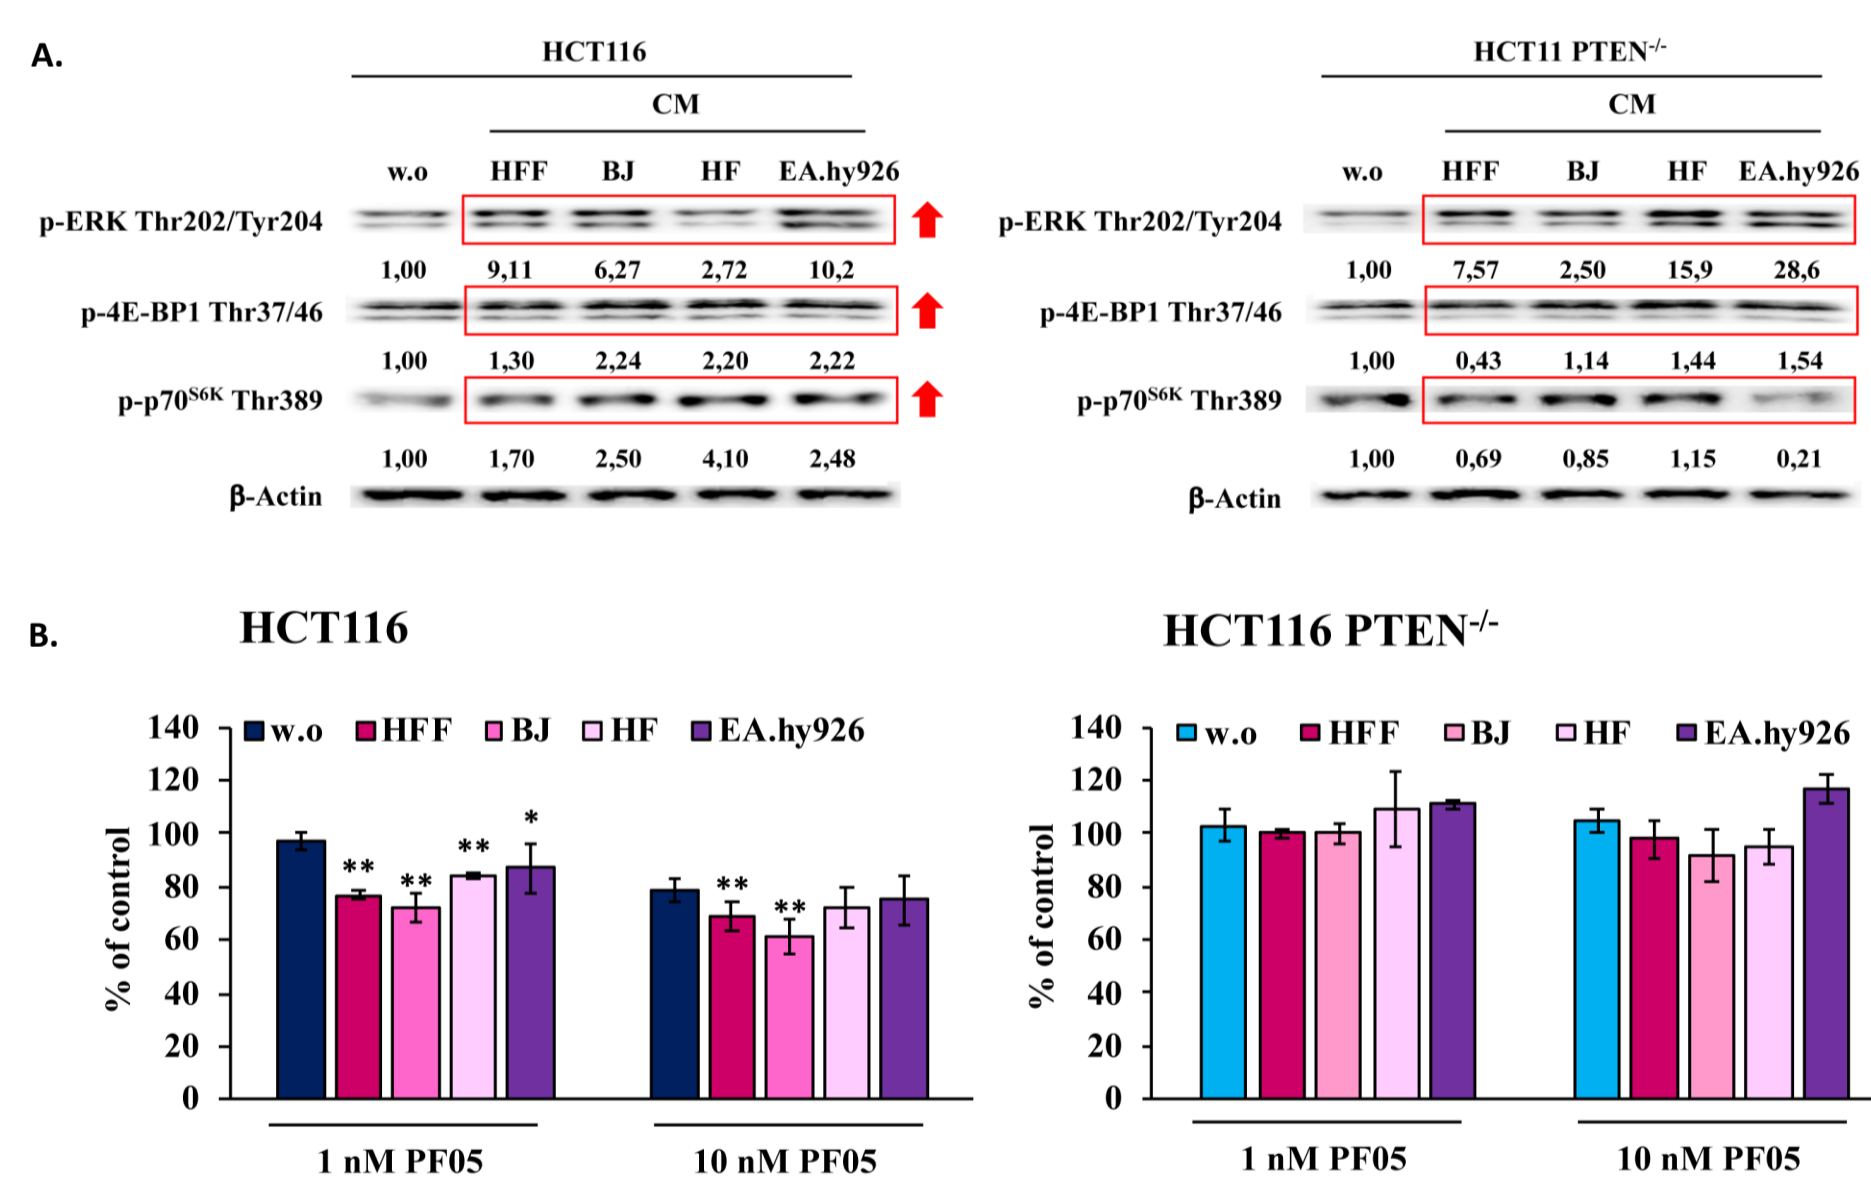 A.
HCT116
CM
w.o HFF BJ HF EA.hy926
p-ERK Thr202/Tyr204
1,00 9,11 6,27 2,72 10,2
p-4E-BP1 Thr37/46
1,00 1,30 2,24 2,20 2,22
p-p70S6K Thr389
1,00 1,70 2,50 4,10 2,48
β-Actin
HCT11 PTEN-/-
CM
w.o HFF BJ HF EA.hy926
p-ERK Thr202/Tyr204
1,00 7,57 2,50 15,9 28,6
p-4E-BP1 Thr37/46
1,00 0,43 1,14 1,44 1,54
p-p70S6K Thr389
1,00 0,69 0,85 1,15 0,21
β-Actin
B.
HCT116
w.o HFF BJ HF EA.hy926
% of control
140
120
100
80
60
40
20
0
** ** ** *
** **
1 nM PF05 10 nM PF05
HCT116 PTEN-/-
w.o HFF BJ HF EA.hy926
% of control
140
120
100
80
60
40
20
0
1 nM PF05 10 nM PF05